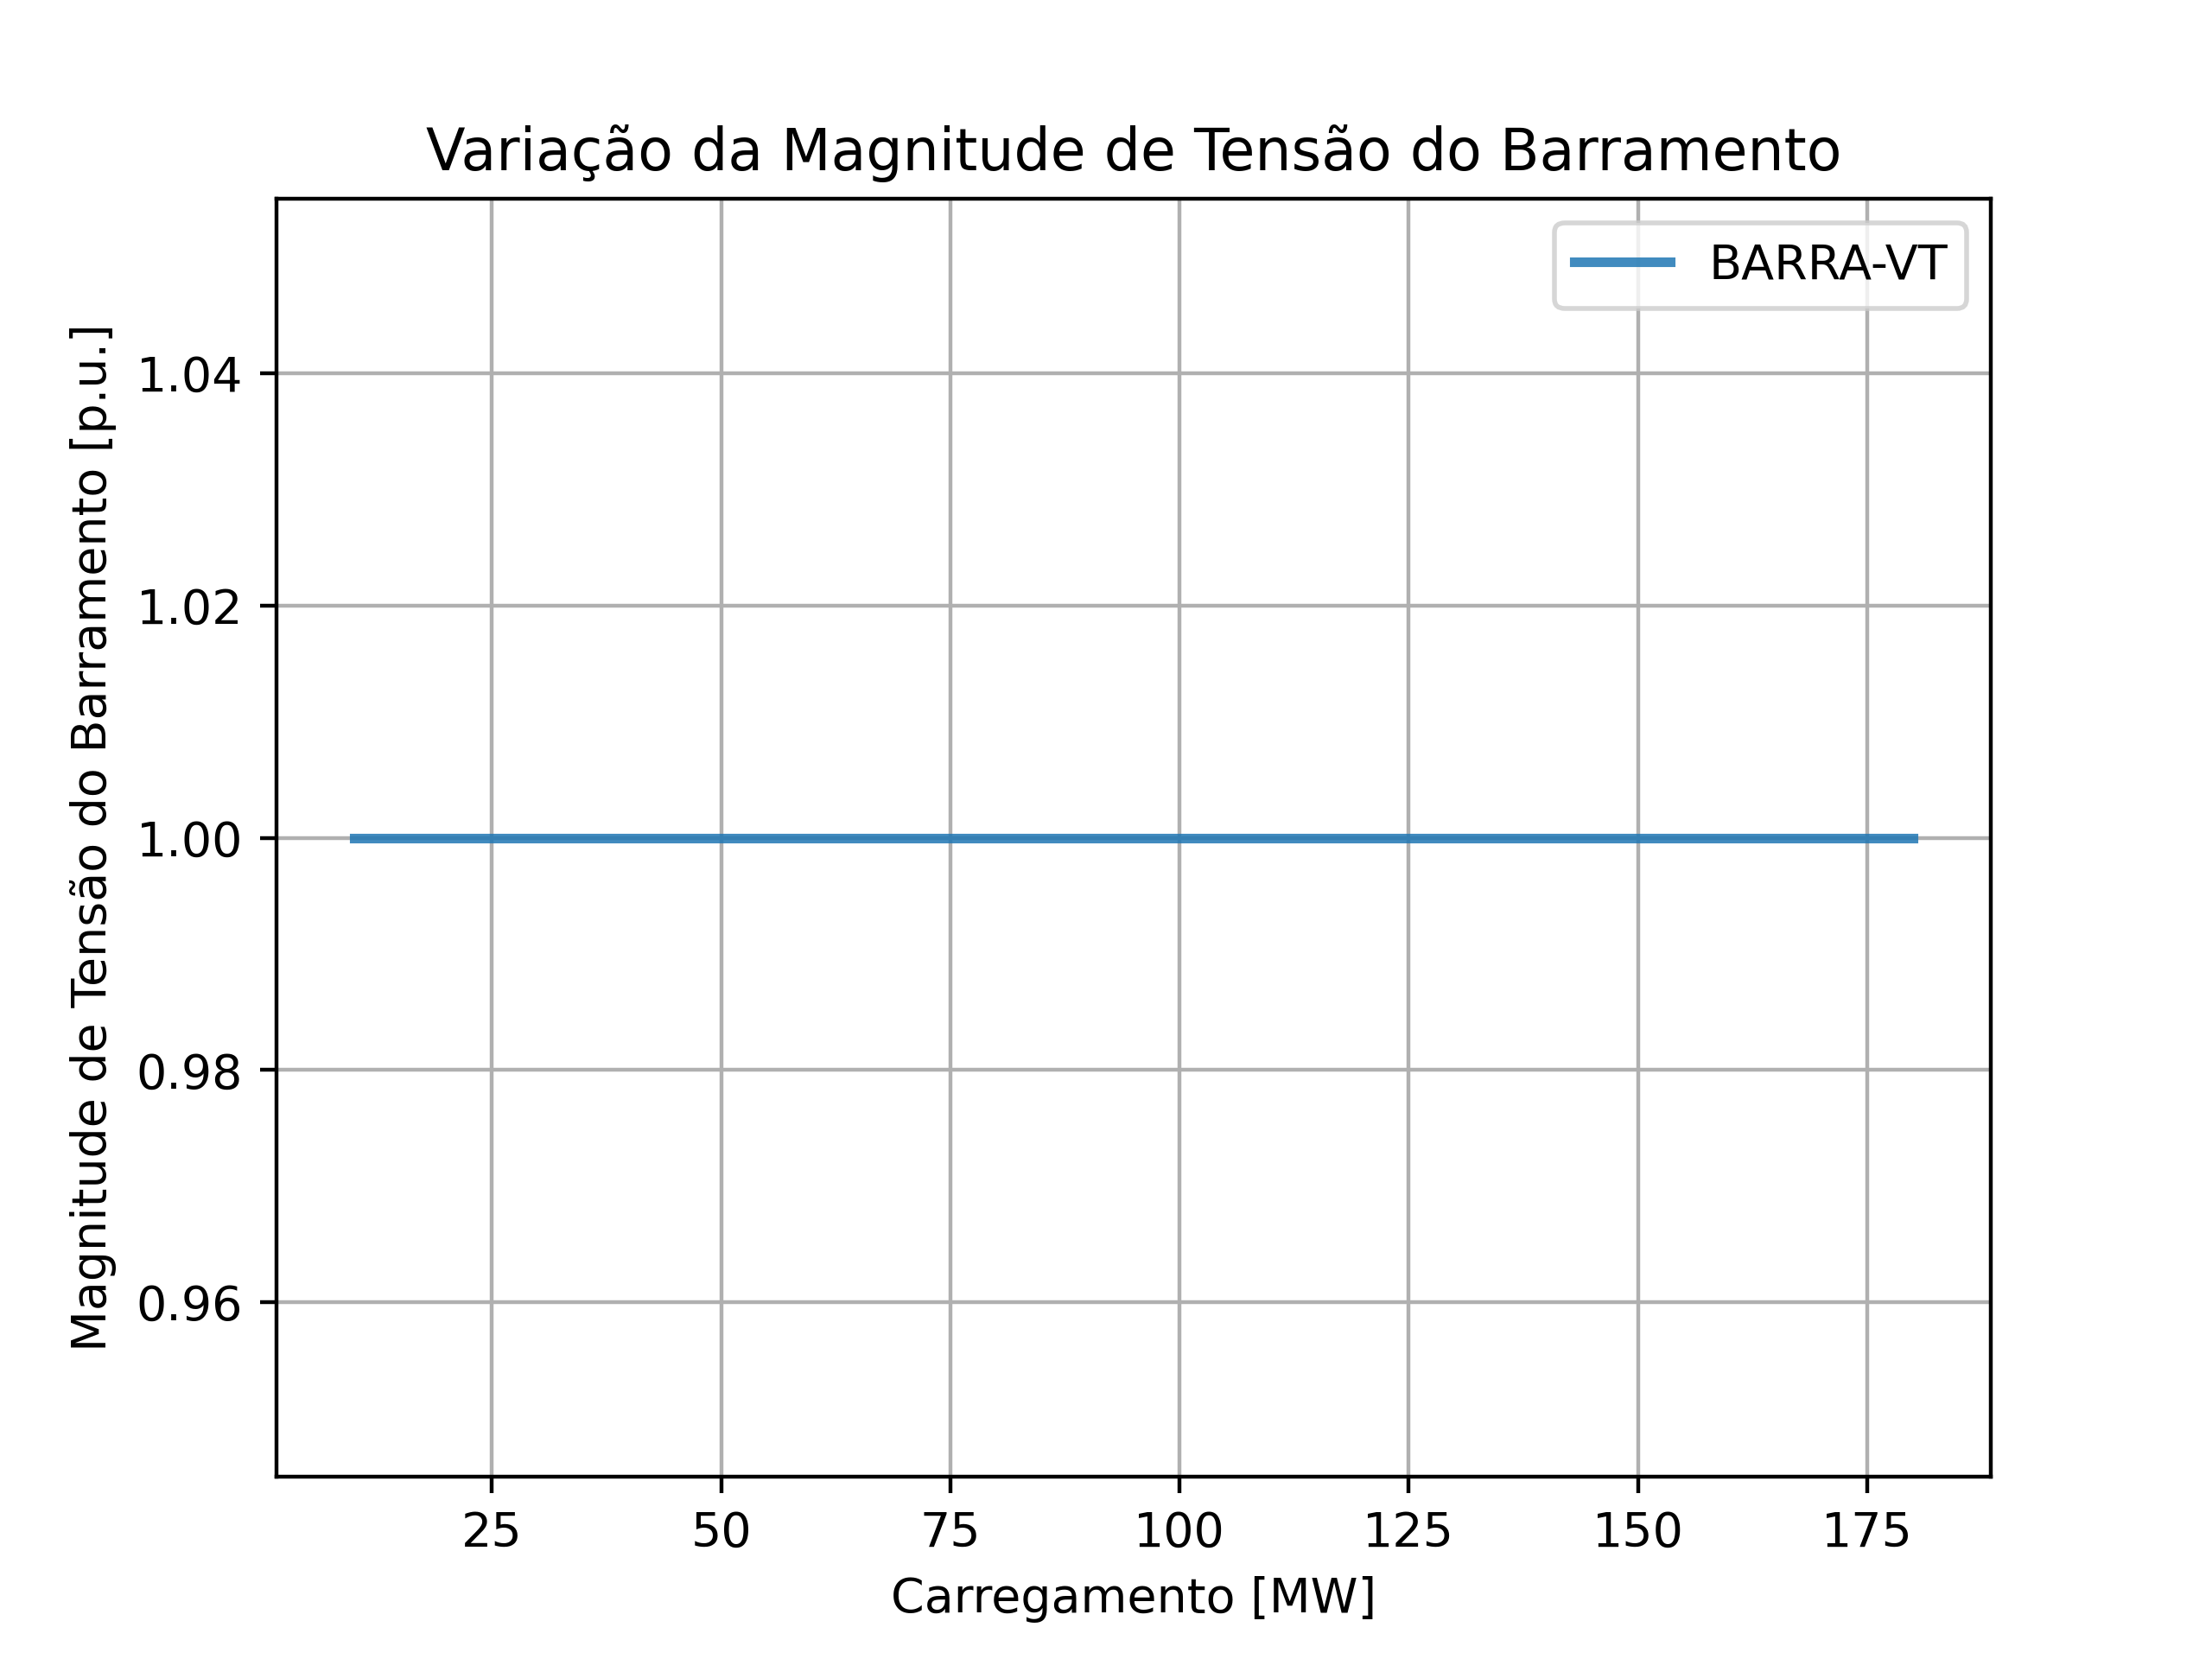 Variação da Magnitude de Tensão do Barramento
BARRA-VT
Magnitude de Tensão do Barramento [p.u.]
1.04
1.02
1.00
0.98
0.96
25 50 75 100 125 150 175
Carregamento [MW]